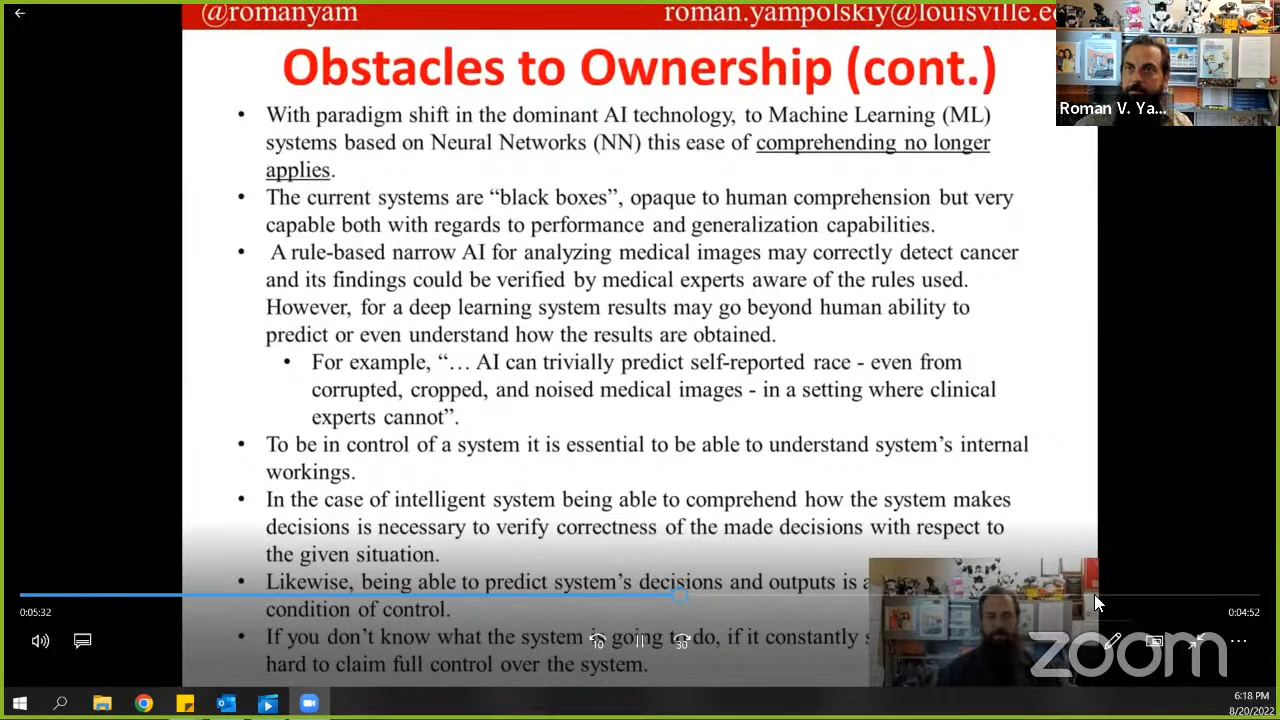 @romanyam
roman.yampolskiy@louisville.e
Roman V. Ya...
Obstacles to Ownership (cont.)
• With paradigm shift in the dominant AI technology, to Machine Learning (ML)
systems based on Neural Networks (NN) this ease of comprehending no longer
applies.
• The current systems are “black boxes”, opaque to human comprehension but very
capable both with regards to performance and generalization capabilities.
• A rule-based narrow AI for analyzing medical images may correctly detect cancer
and its findings could be verified by medical experts aware of the rules used.
However, for a deep learning system results may go beyond human ability to
predict or even understand how the results are obtained.
• For example, “… AI can trivially predict self-reported race - even from
corrupted, cropped, and noised medical images - in a setting where clinical
experts cannot”.
• To be in control of a system it is essential to be able to understand system’s internal
workings.
• In the case of intelligent system being able to comprehend how the system makes
decisions is necessary to verify correctness of the made decisions with respect to
the given situation.
• Likewise, being able to predict system’s decisions and outputs is a
condition of control.
• If you don’t know what the system is going to do, if it constantly s
hard to claim full control over the system.
0:05:32
0:04:52
10
30
zoom
6:18 PM
8/20/2022